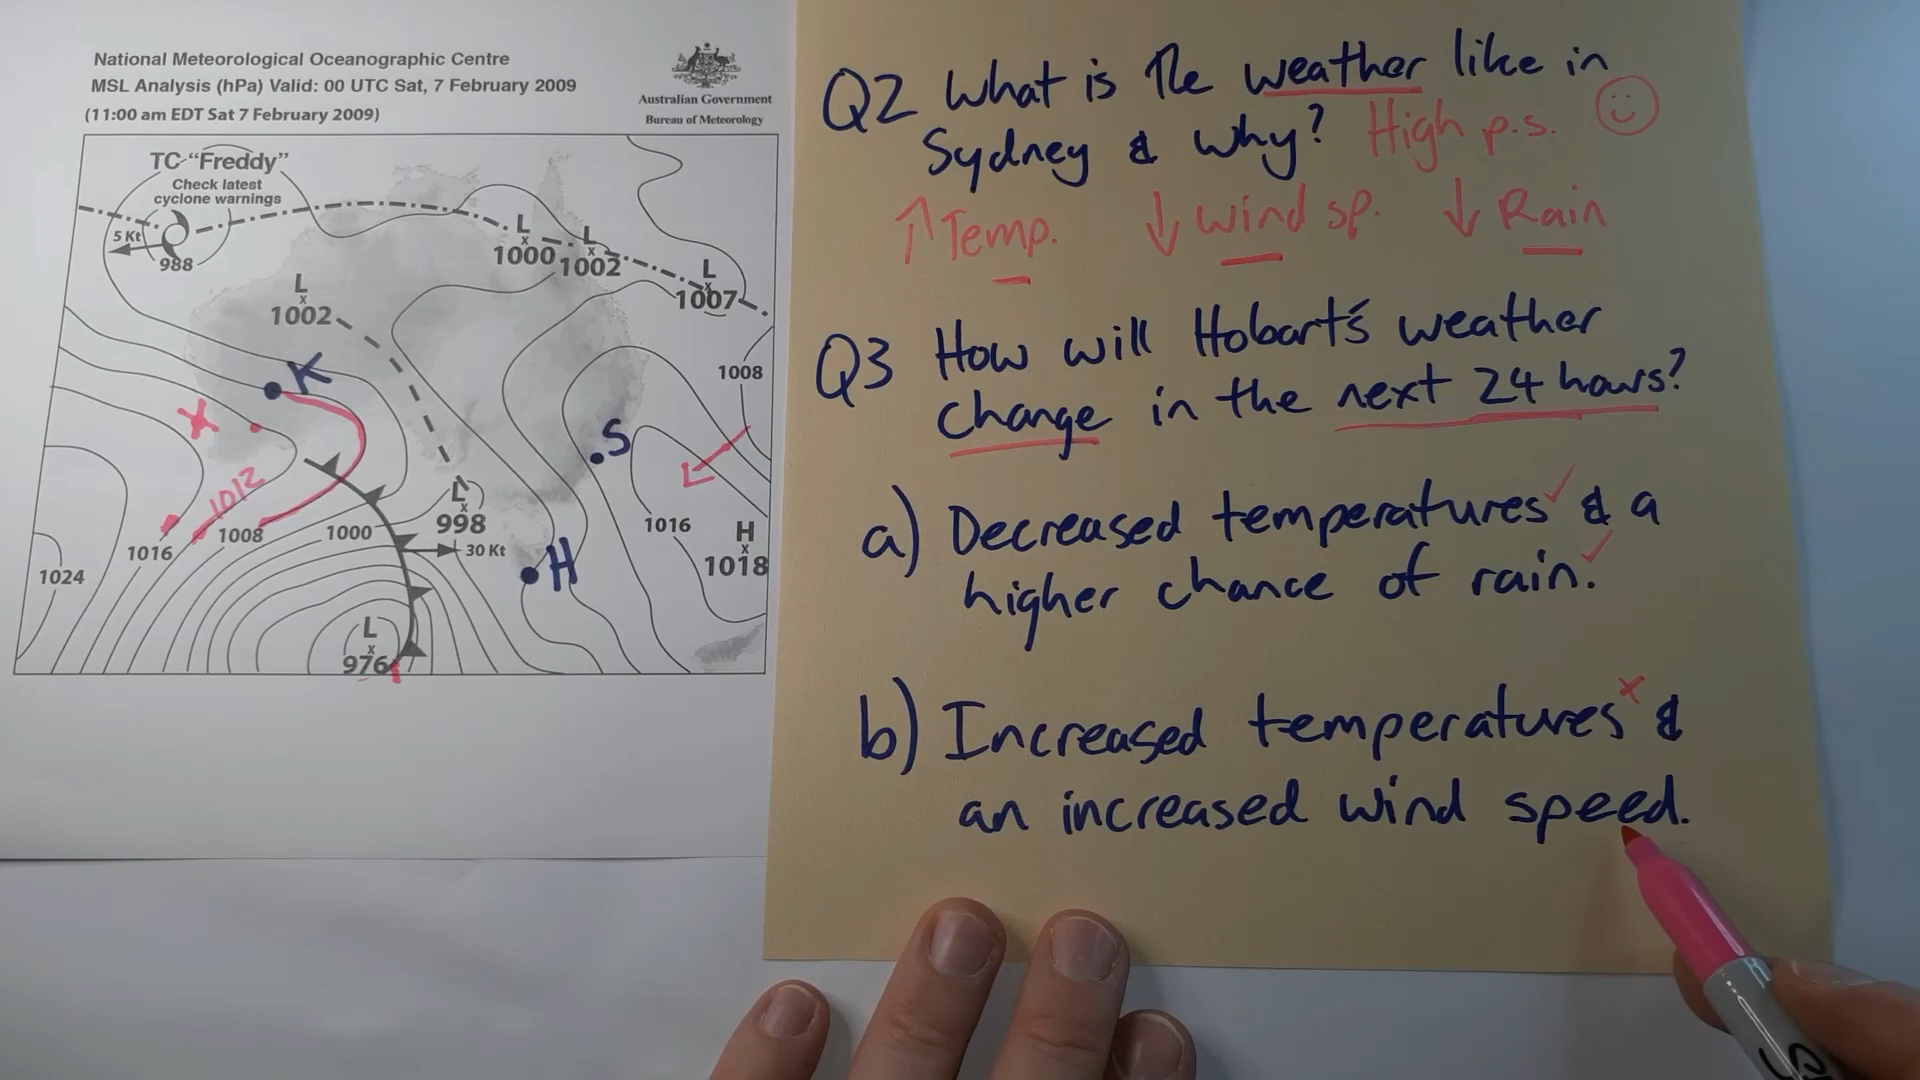 National Meteorological Oceanographic Centre
MSL Analysis (hPa) Valid: 00 UTC Sat, 7 February 2009
(11:00 am EDT Sat 7 February 2009)
Australian Government
Bureau of Meteorology
TC "Freddy"
Check latest
cyclone warnings
5 Kt
988
L
x
1000
L
x
1002
L
x
1007
L
x
1002
K
X
1008
S
L
1012
1016
1008
1000
L
x
998
30 Kt
H
1016
H
x
1018
1024
L
x
976
Q2 What is the weather like in
Sydney & why? High p.s.
↑ Temp. ↓ Wind sp. ↓ Rain
Q3 How will Hobart's weather
change in the next 24 hours?
a) Decreased temperatures ✓ & a
higher chance of rain. ✓
b) Increased temperatures x &
an increased wind speed.